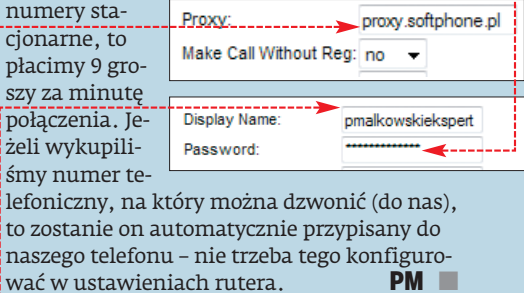 numery sta-
cjonarne, to
płacimy 9 gro-
szy za minutę
połączenia. Je-
żeli wykupili-
śmy numer te-
lefoniczny, na który można dzwonić (do nas),
to zostanie on automatycznie przypisany do
naszego telefonu – nie trzeba tego konfiguro-
wać w ustawieniach rutera. PM
Proxy: proxy.softphone.pl
Make Call Without Reg: no
Display Name: pmalkowskiekspert
Password: *************